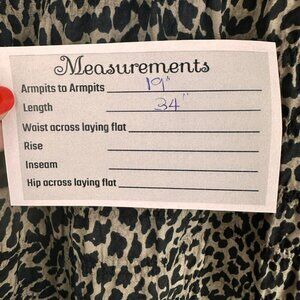 Measurements
Armpits to Armpits 19"
Length 34"
Waist across laying flat
Rise
Inseam
Hip across laying flat